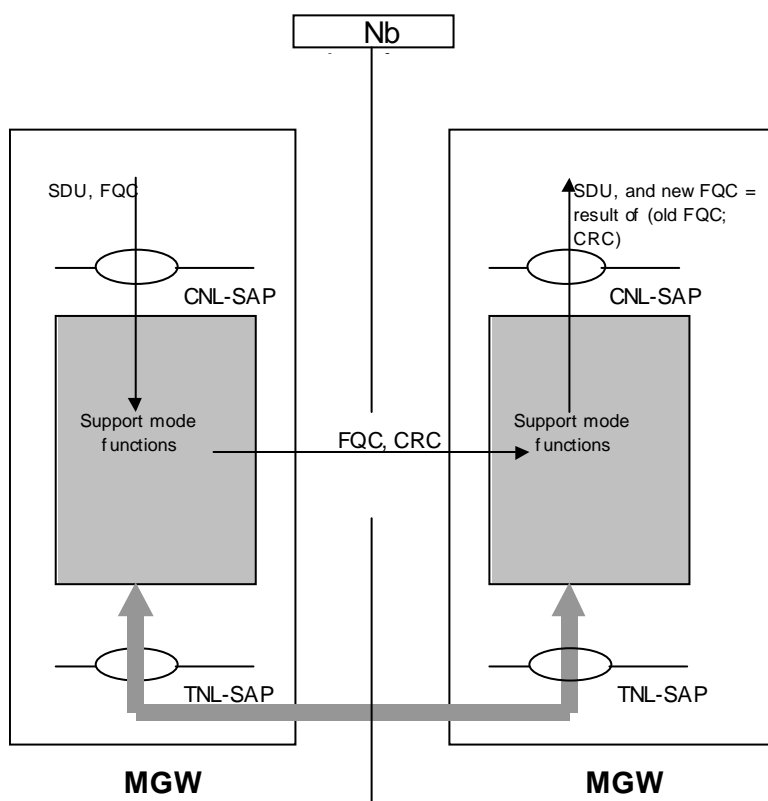 Nb
SDU, FQC
SDU, and new FQC =
result of (old FQC;
CRC)
CNL-SAP
CNL-SAP
Support mode
functions
FQC, CRC
Support mode
functions
TNL-SAP
TNL-SAP
MGW
MGW